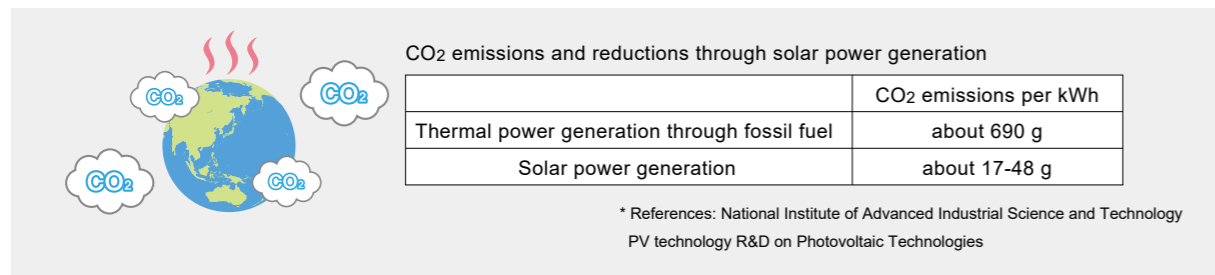 CO2 emissions and reductions through solar power generation
CO2 emissions per kWh
Thermal power generation through fossil fuel about 690 g
Solar power generation about 17-48 g
* References: National Institute of Advanced Industrial Science and Technology
PV technology R&D on Photovoltaic Technologies
CO2
CO2
CO2
CO2